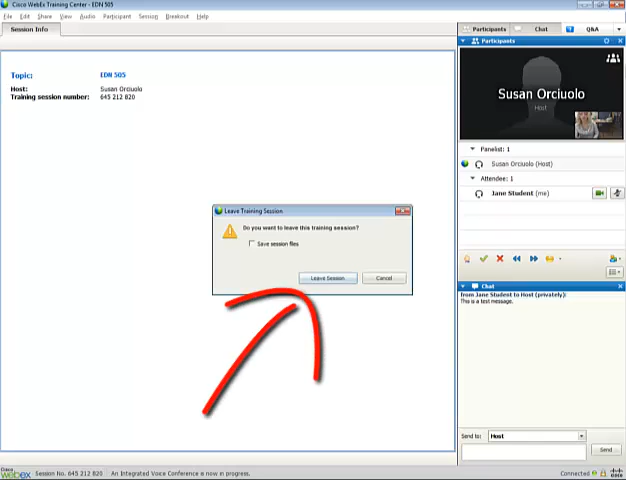 Cisco WebEx Training Center - EDN 505
File Edit Share View Audio Participant Session Breakout Help
Session Info
Participants Chat Q&A
Participants
Topic: EDN 505
Host: Susan Orciuolo
Training session number: 645 212 820
Susan Orciuolo
Host
Panelist: 1
Susan Orciuolo (Host)
Attendee: 1
Jane Student (me)
Leave Training Session
Do you want to leave this training session?
Save session files
Leave Session Cancel
Chat
from Jane Student to Host (privately):
This is a test message.
Send to: Host
Send
Cisco
webex Session No. 645 212 820 An Integrated Voice Conference is now in progress. Connected